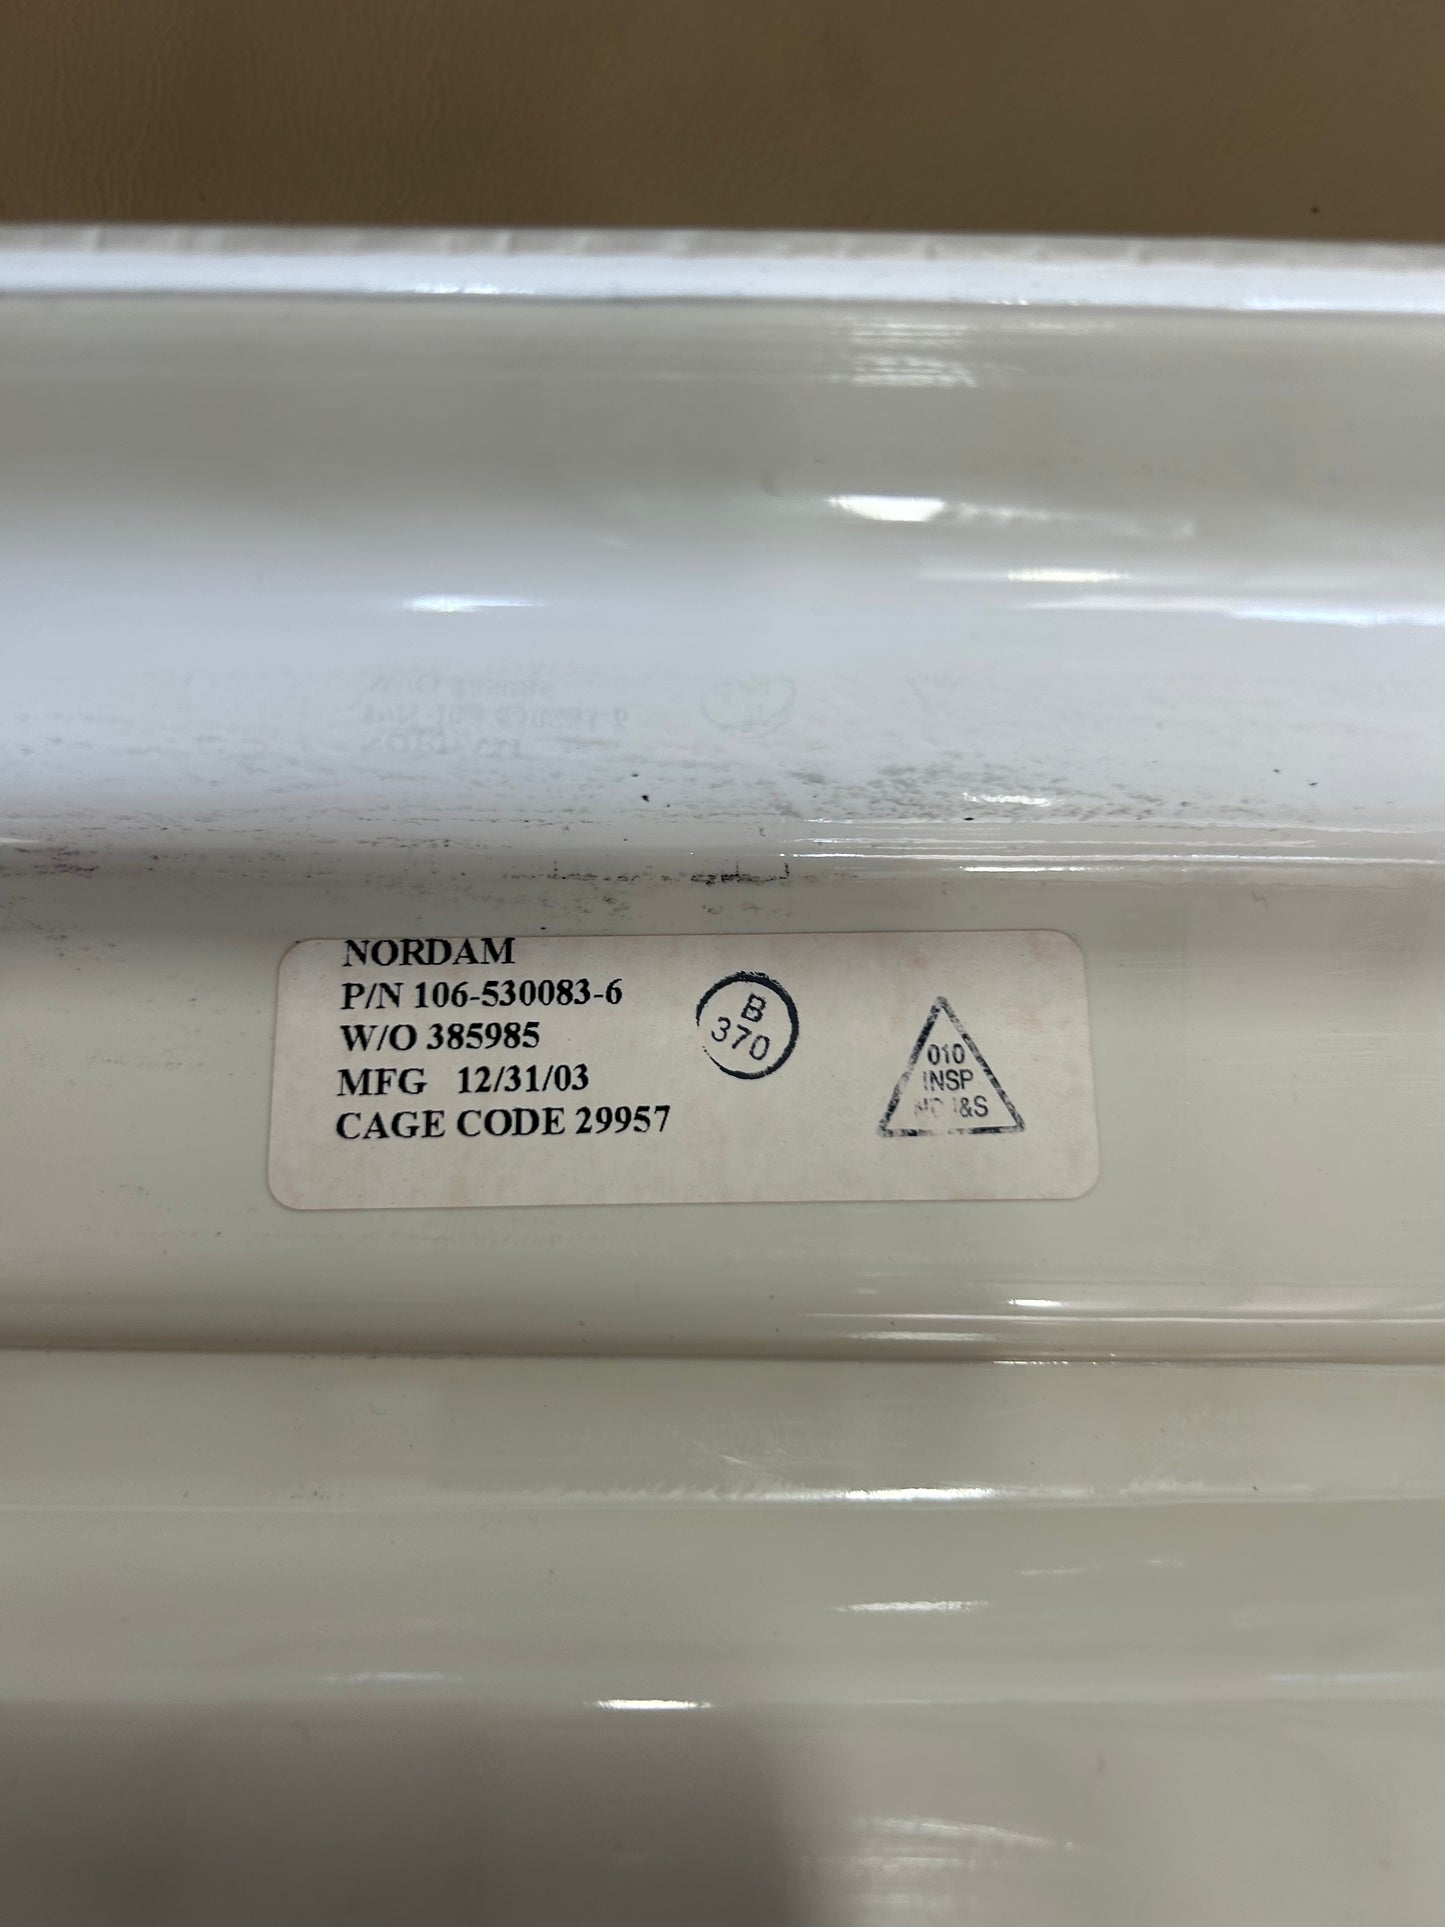 NORDAM
P/N 106-530083-6
W/O 385985
MFG 12/31/03
CAGE CODE 29957
B
370
010
INSP
I&S